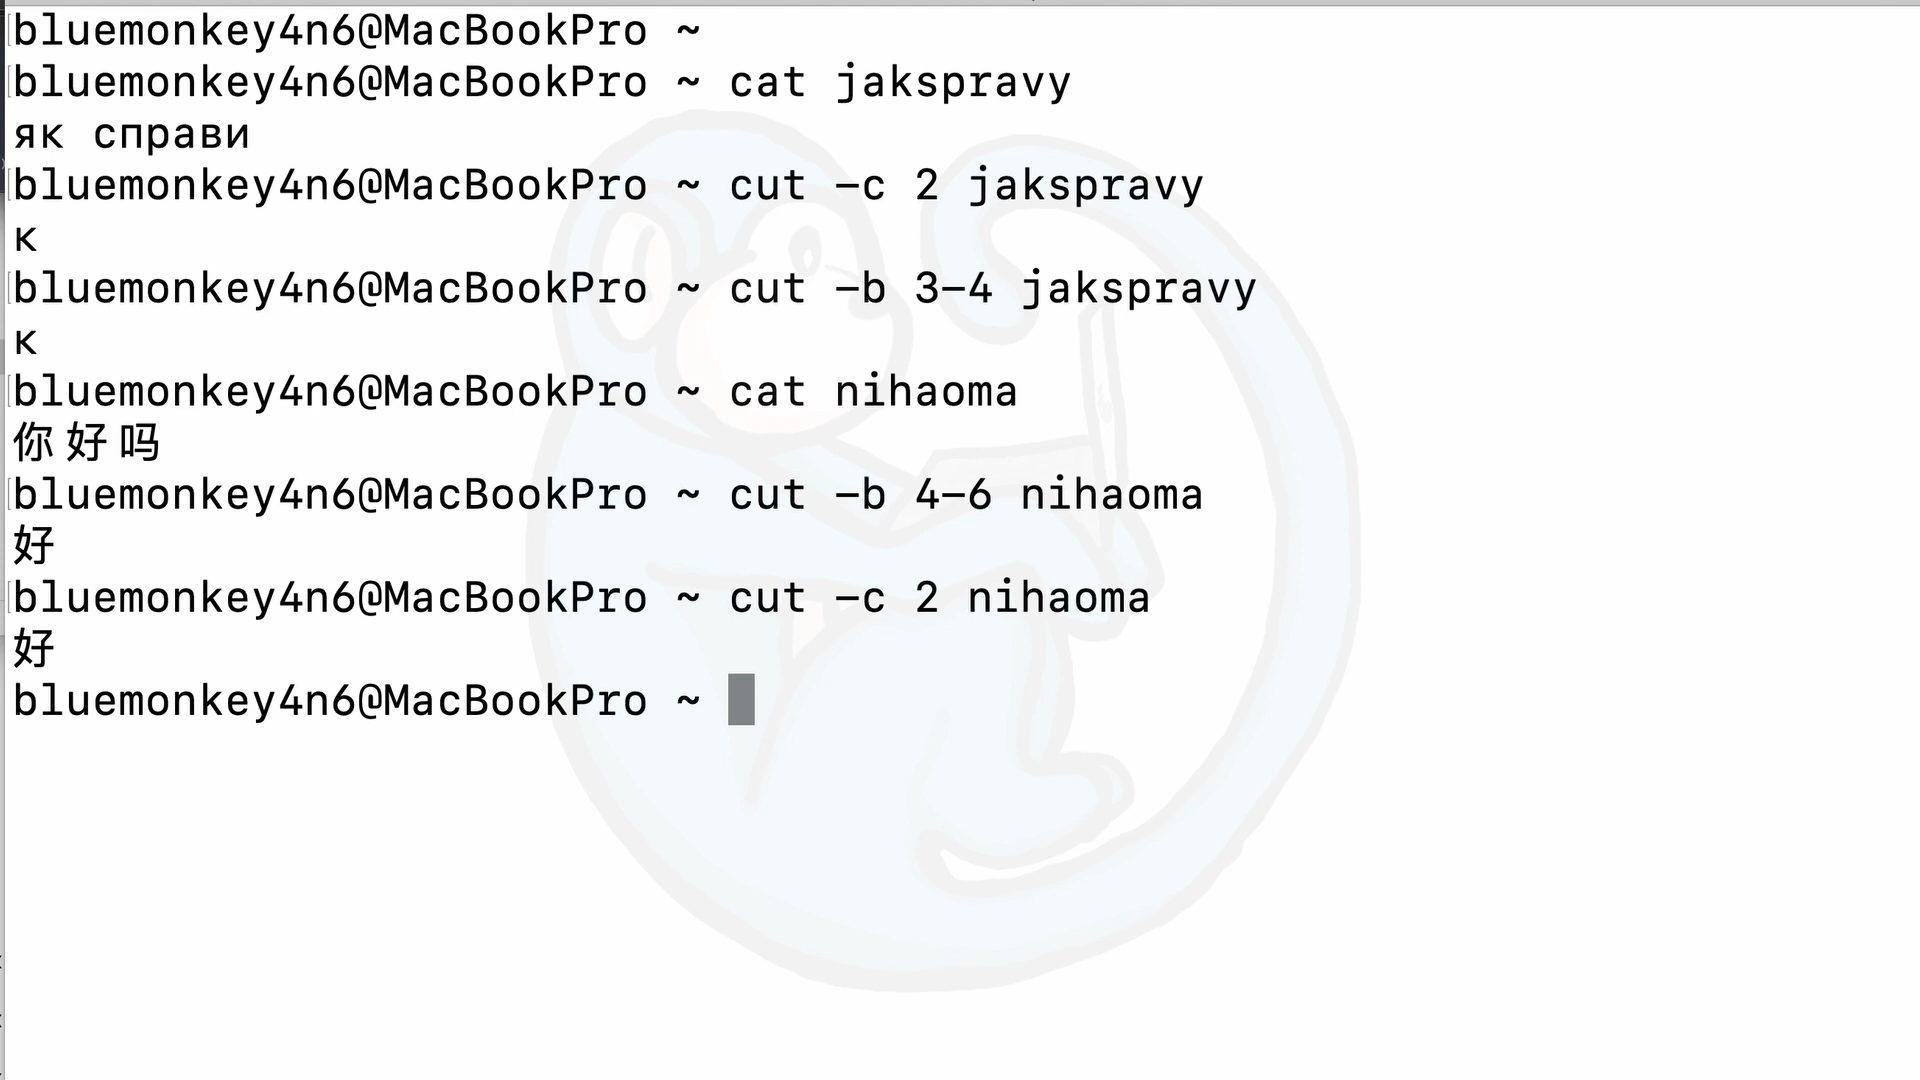 bluemonkey4n6@MacBookPro ~
bluemonkey4n6@MacBookPro ~ cat jakspravy
як справи
bluemonkey4n6@MacBookPro ~ cut -c 2 jakspravy
к
bluemonkey4n6@MacBookPro ~ cut -b 3-4 jakspravy
к
bluemonkey4n6@MacBookPro ~ cat nihaoma
你好吗
bluemonkey4n6@MacBookPro ~ cut -b 4-6 nihaoma
好
bluemonkey4n6@MacBookPro ~ cut -c 2 nihaoma
好
bluemonkey4n6@MacBookPro ~